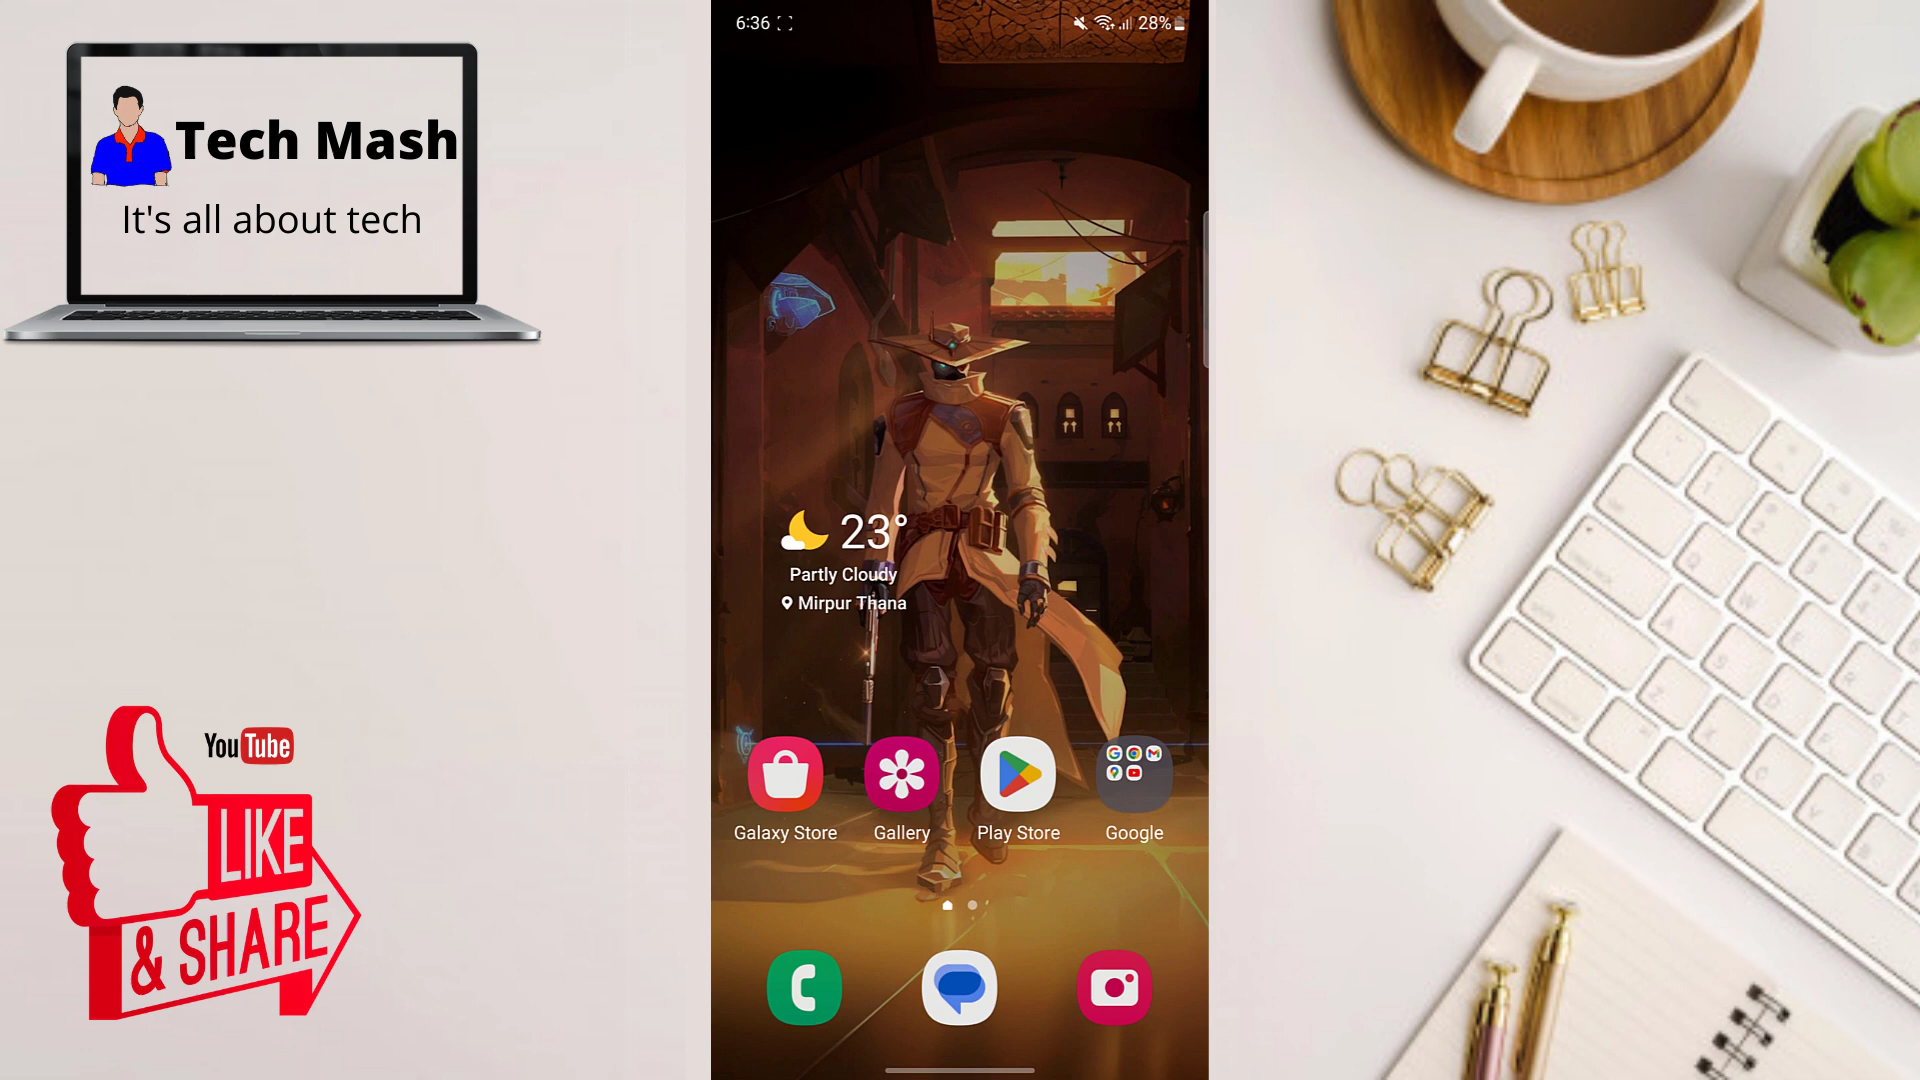 Tech Mash
It's all about tech
YouTube
LIKE
& SHARE
6:36
28%
23°
Partly Cloudy
Mirpur Thana
Galaxy Store
Gallery
Play Store
Google